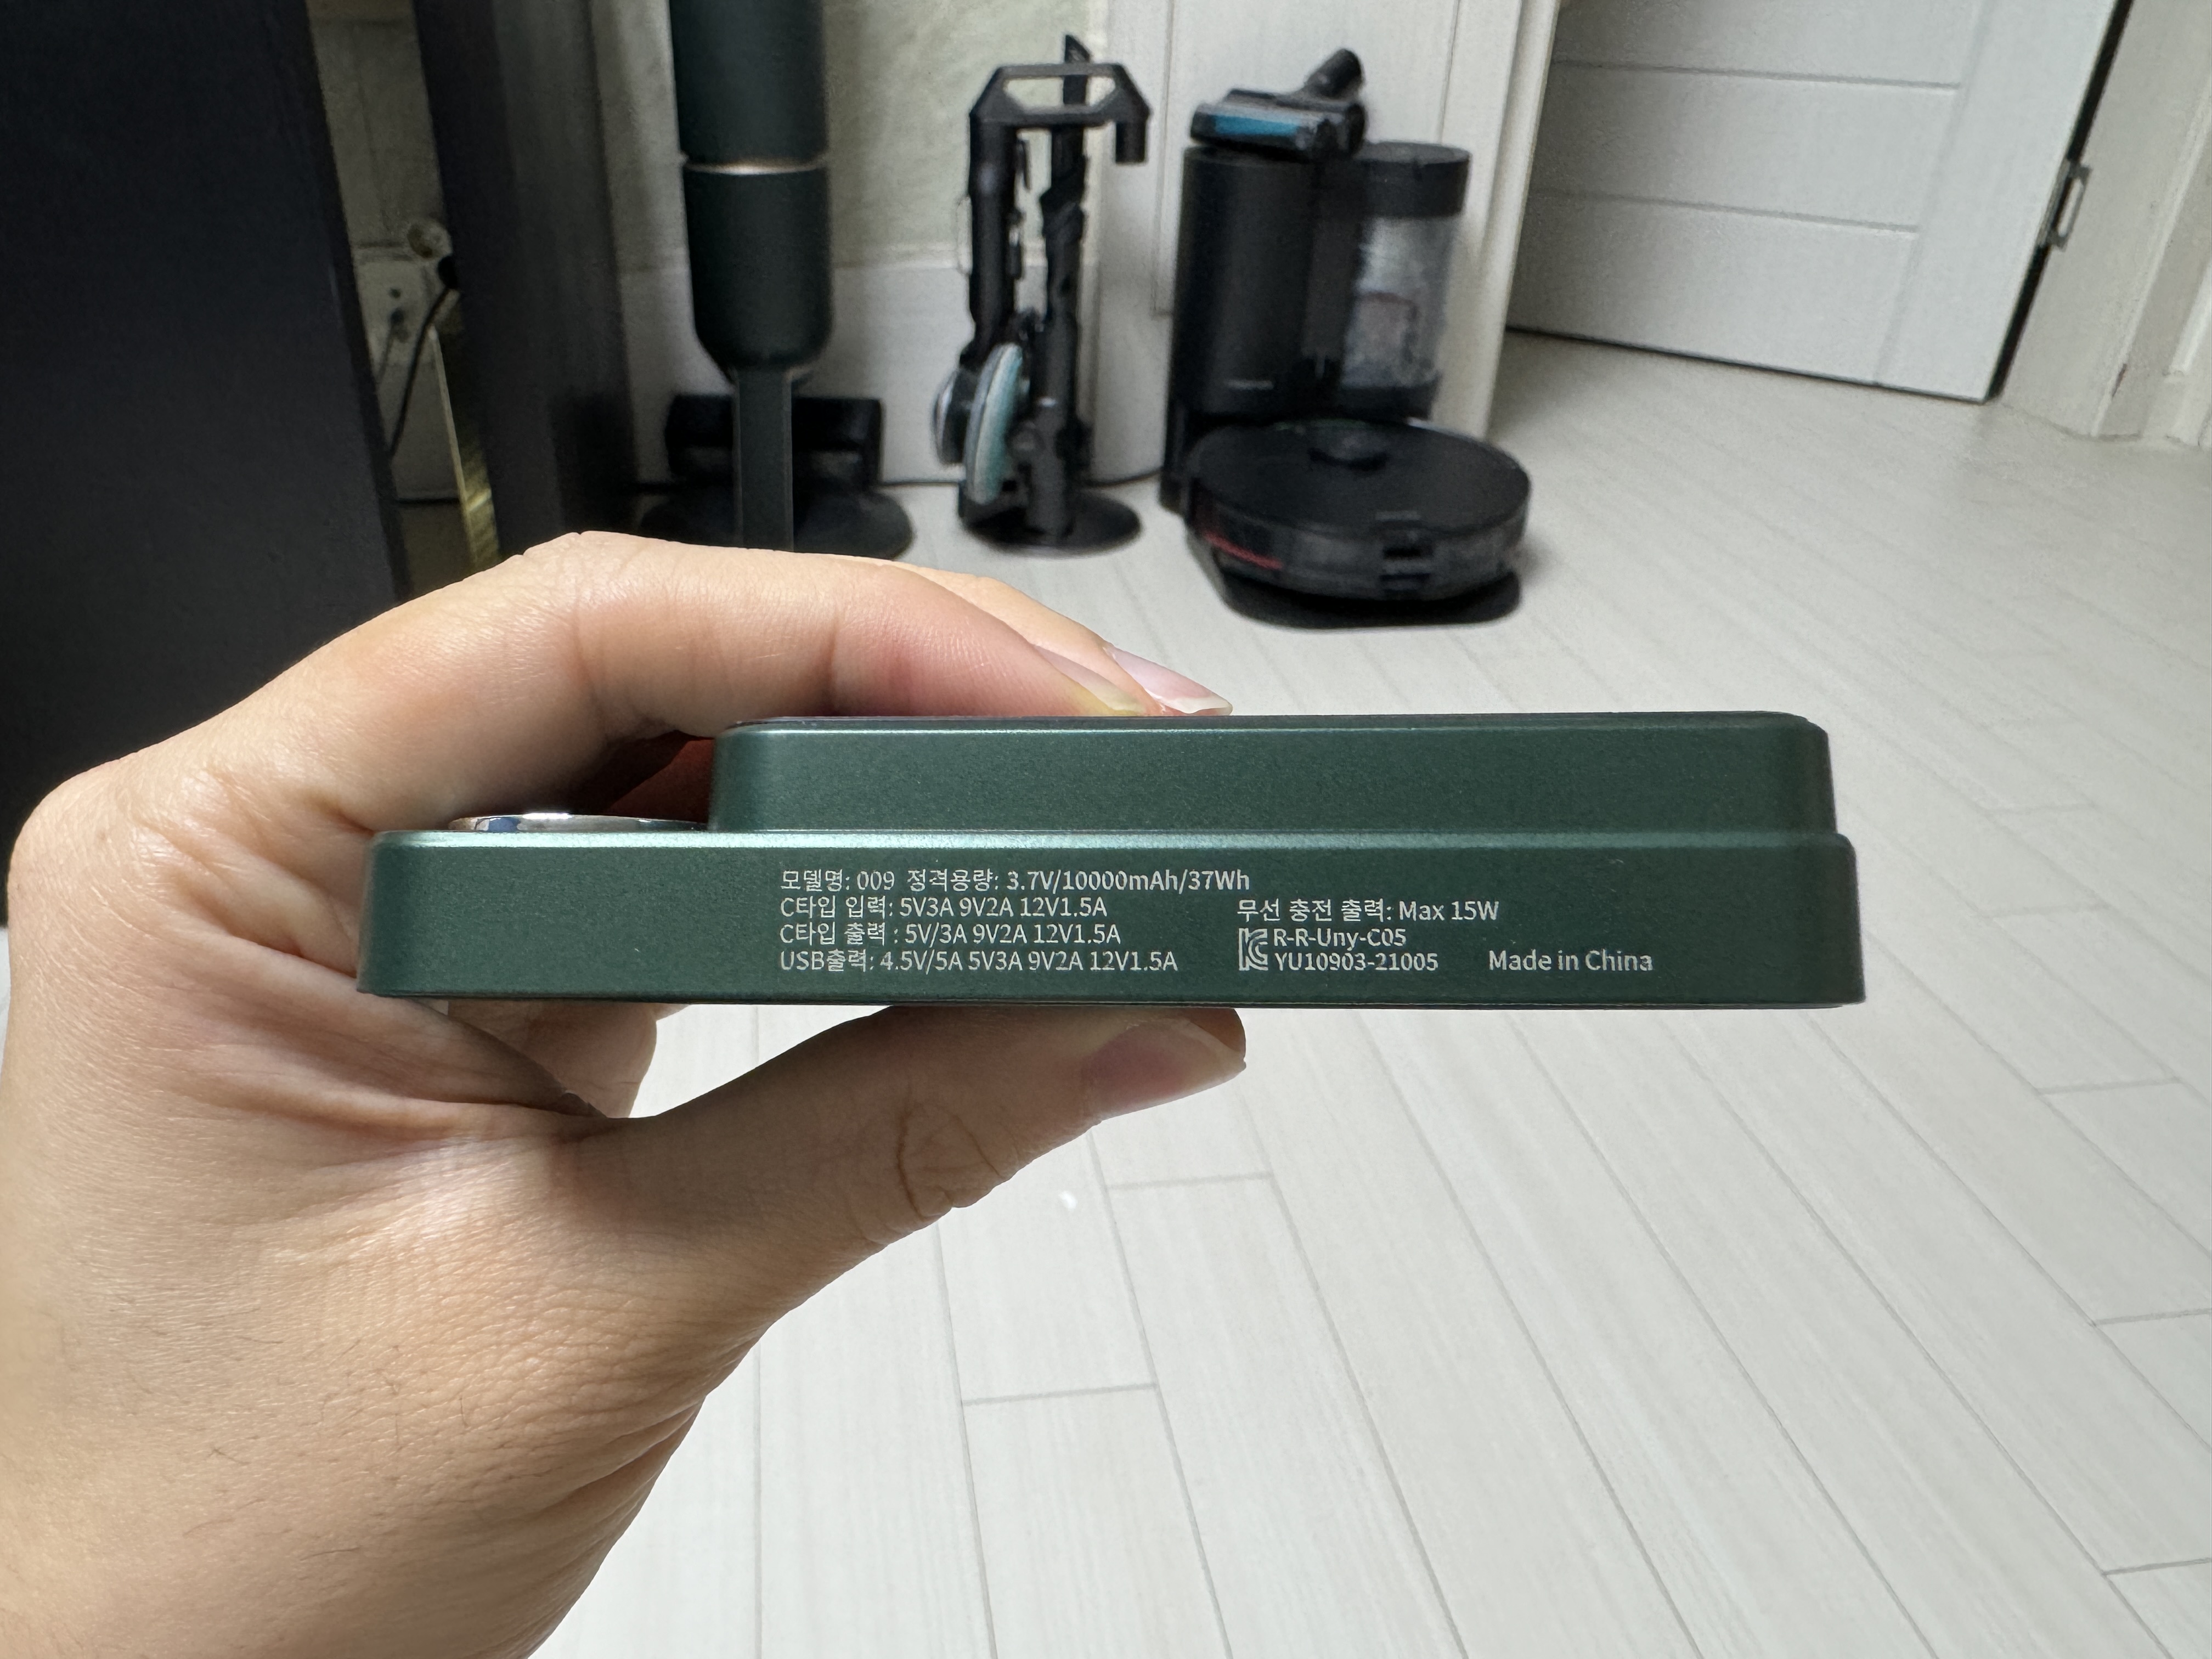 모델명: 009 정격용량: 3.7V/10000mAh/37Wh
C타입 입력: 5V3A 9V2A 12V1.5A
C타입 출력 : 5V/3A 9V2A 12V1.5A
USB출력: 4.5V/5A 5V3A 9V2A 12V1.5A
무선 충전 출력: Max 15W
R-R-Uny-C05
YU10903-21005
Made in China